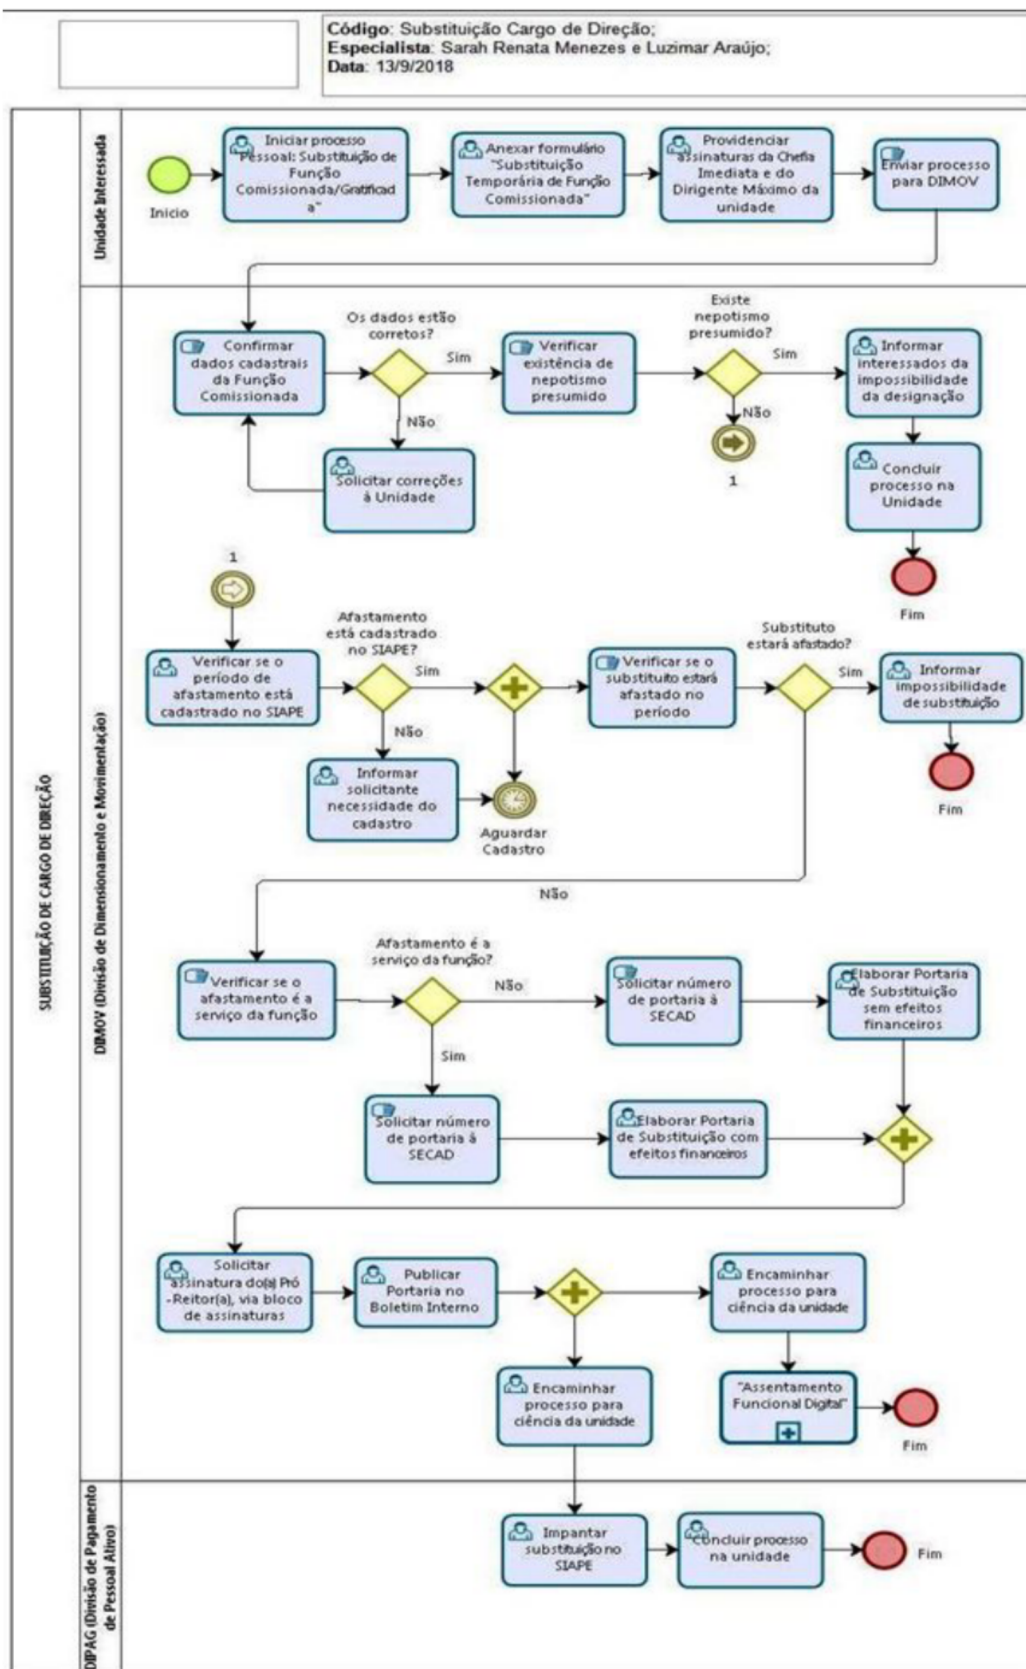 Código: Substituição Cargo de Direção;
Especialista: Sarah Renata Menezes e Luzimar Araújo;
Data: 13/9/2018
SUBSTITUIÇÃO DE CARGO DE DIREÇÃO
Unidade Interessada
Inicio
Iniciar processo
Pessoal: Substituição de
Função
Comissionada/Gratificad
a"
Anexar formulário
"Substituição
Temporária de Função
Comissionada"
Providenciar
assinaturas da Chefia
Imediata e do
Dirigente Máximo da
unidade
Enviar processo
para DIMOV
DIMOV (Divisão de Dimensionamento e Movimentação)
Confirmar
dados cadastrais
da Função
Comissionada
Os dados estão
corretos?
Sim
Não
Solicitar correções
à Unidade
Verificar
existência de
nepotismo
presumido
Existe
nepotismo
presumido?
Sim
Não
1
Informar
interessados da
impossibilidade
da designação
Concluir
processo na
Unidade
Fim
1
Verificar se o
período de
afastamento está
cadastrado no SIAPE
Afastamento
está cadastrado
no SIAPE?
Sim
Não
Informar
solicitante
necessidade do
cadastro
Aguardar
Cadastro
Verificar se o
substituito estará
afastado no
período
Substituto
estará afastado?
Sim
Informar
impossibilidade
de substituição
Fim
Não
Verificar se o
afastamento é a
serviço da função
Afastamento é a
serviço da função?
Não
Solicitar número
de portaria à
SECAD
Elaborar Portaria
de Substituição
sem efeitos
financeiros
Sim
Solicitar número
de portaria à
SECAD
Elaborar Portaria
de Substituição com
efeitos financeiros
Solicitar
assinatura do(a) Pró
-Reitor(a), via bloco
de assinaturas
Publicar
Portaria no
Boletim Interno
Encaminhar
processo para
ciência da unidade
"Assentamento
Funcional Digital"
Fim
Encaminhar
processo para
ciência da unidade
DIPAG (Divisão de Pagamento
de Pessoal Ativo)
Impantar
substituição no
SIAPE
Concluir processo
na unidade
Fim